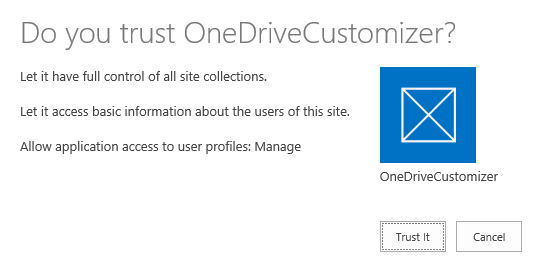 Do you trust OneDriveCustomizer?
Let it have full control of all site collections.
Let it access basic information about the users of this site.
Allow application access to user profiles: Manage
OneDriveCustomizer
Trust It
Cancel